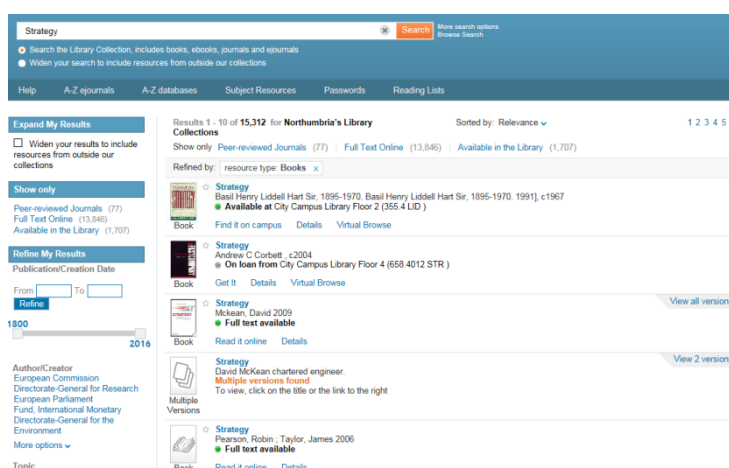 Strategy
Search
More search options
Browse Search
Search the Library Collection, includes books, ebooks, journals and ejournals
Widen your search to include resources from outside our collections
Help A-Z ejournals A-Z databases Subject Resources Passwords Reading Lists
Expand My Results
Widen your results to include
resources from outside our
collections
Show only
Peer-reviewed Journals (77)
Full Text Online (13,846)
Available in the Library (1,707)
Refine My Results
Publication/Creation Date
From To
Refine
1800
2016
Author/Creator
European Commission
Directorate-General for Research
European Parliament
Fund, International Monetary
Directorate-General for the
Environment
More options
Topic
Results 1 - 10 of 15,312 for Northumbria's Library
Collections
Sorted by: Relevance
1 2 3 4 5
Show only Peer-reviewed Journals (77) Full Text Online (13,846) Available in the Library (1,707)
Refined by: resource type: Books x
Strategy
Basil Henry Liddell Hart Sir, 1895-1970. Basil Henry Liddell Hart Sir, 1895-1970. 1991], c1967
Available at City Campus Library Floor 2 (355.4 LID )
Book Find it on campus Details Virtual Browse
Strategy
Andrew C Corbett , c2004
On loan from City Campus Library Floor 4 (658.4012 STR )
Book Get It Details Virtual Browse
Strategy
View all version
Mckean, David 2009
Full text available
Book Read it online Details
Strategy
View 2 version
David McKean chartered engineer.
Multiple versions found
To view, click on the title or the link to the right
Multiple
Versions
Strategy
Pearson, Robin ; Taylor, James 2006
Full text available
Book Read it online Details